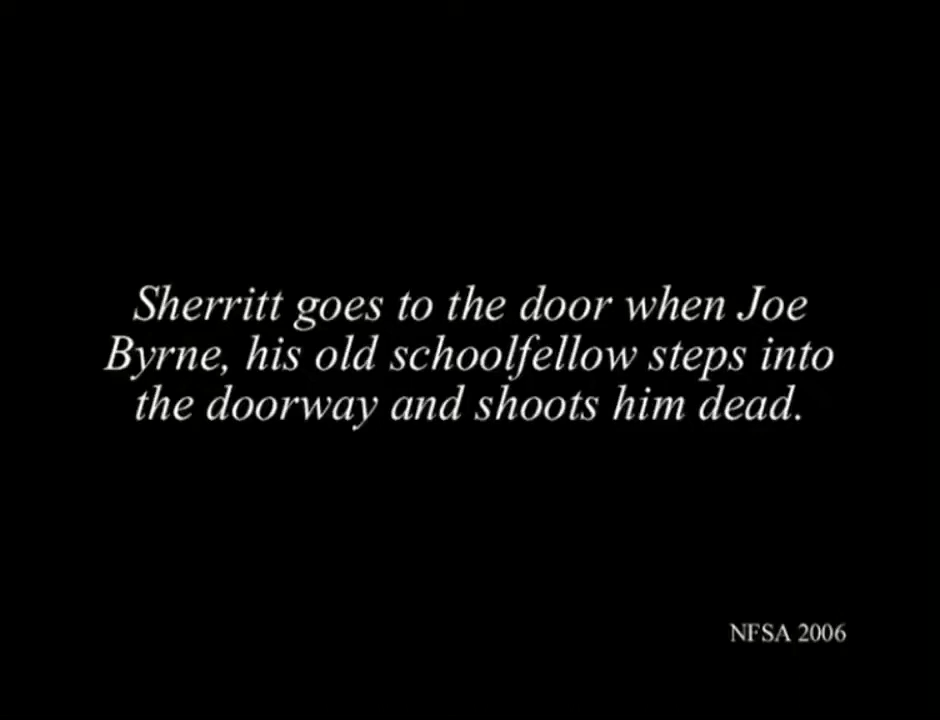 Sherritt goes to the door when Joe
Byrne, his old schoolfellow steps into
the doorway and shoots him dead.
NFSA 2006